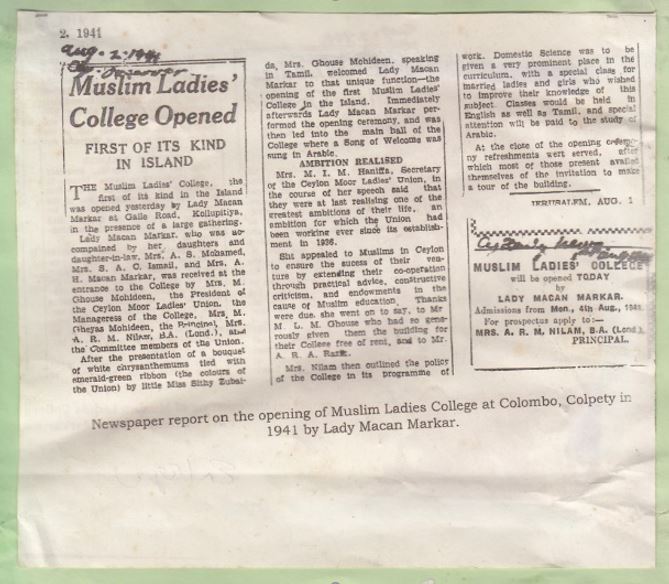 2. 1941
Aug. 2. 1941
Cey. Observer
Muslim Ladies'
College Opened
FIRST OF ITS KIND
IN ISLAND
THE Muslim Ladies' College, the
first of its kind in the Island
was opened yesterday by Lady Macan
Markar at Galle Road, Kollupitiya,
in the presence of a large gathering.
Lady Macan Markar, who was ac-
compained by her daughters and
daughter-in-law, Mrs. A. S. Mohamed,
Mrs. S. A. C. Ismail, and Mrs. A.
H. Macan Markar, was received at the
entrance to the College by Mrs. M.
Ghouse Mohideen, the President of
the Ceylon Moor Ladies' Union, the
Manageress of the College, Mrs. M.
Gheyas Mohideen, the Principal, Mrs.
A. R. M. Nilam, B.A. (Lond.), and
the Committee members of the Union.
After the presentation of a bouquet
of white chrysanthemums tied with
emerald-green ribbon (the colours of
the Union) by little Miss Sithy Zubai-
da, Mrs. Ghouse Mohideen, speaking
in Tamil, welcomed Lady Macan
Markar to that unique function—the
opening of the first Muslim Ladies'
College in the Island. Immediately
afterwards Lady Macan Markar per-
formed the opening ceremony, and was
then led into the main hall of the
College where a Song of Welcome was
sung in Arabic.
AMBITION REALISED
Mrs. M. I. M. Haniffa, Secretary
of the Ceylon Moor Ladies' Union, in
the course of her speech said that
they were at last realising one of the
greatest ambitions of their life, an
ambition for which the Union had
been working ever since its establish-
ment in 1936.
Sht appealed to Muslims in Ceylon
to ensure the sucess of their ven-
ture by extending their co-operation
through practical advice, constructive
criticism, and endowments in the
cause of Muslim education. Thanks
were due, she went on to say, to Mr
M. L. M. Ghouse who had so gene-
rously given them the building for
their College free of rent, and to Mr.
A. R. A. Razik.
Mrs. Nilam then outlined the policy
of the College in its programme of
work. Domestic Science was to be
given a very prominent place in the
curriculum, with a special class for
married ladies and girls who wished
to improve their knowledge of this
subject. Classes would be held in
English as well as Tamil, and special
attention will be paid to the study of
Arabic.
At the close of the opening
ny refreshments were served, after
which most of those present availed
themselves of the invitation to make
a tour of the building.
JERUSALEM, AUG. 1
Cey Daily News
MUSLIM LADIES' COLLEGE
will be opened TODAY
by
LADY MACAN MARKAR.
Admissions from Mon., 4th Aug.,
For prospectus apply to:—
MRS. A. R. M. NILAM, B.A. (Lond.)
PRINCIPAL.
Newspaper report on the opening of Muslim Ladies College at Colombo, Colpety in
1941 by Lady Macan Markar.